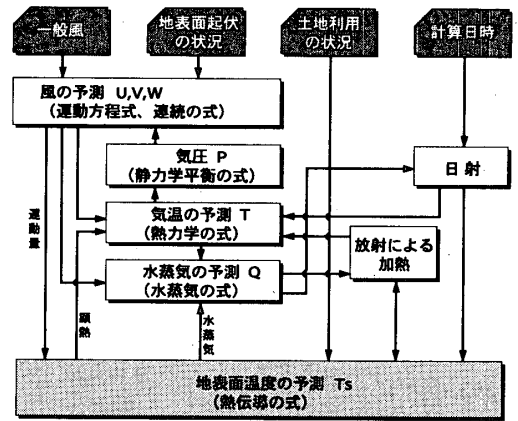 一般風
地表面起伏
の状況
土地利用
の状況
計算日時
風の予測 U,V,W
(運動方程式、連続の式)
気圧 P
(静力学平衡の式)
日 射
気温の予測 T
(熱力学の式)
放射による
加熱
水蒸気の予測 Q
(水蒸気の式)
運動量
顕熱
水蒸気
地表面温度の予測 Ts
(熱伝導の式)